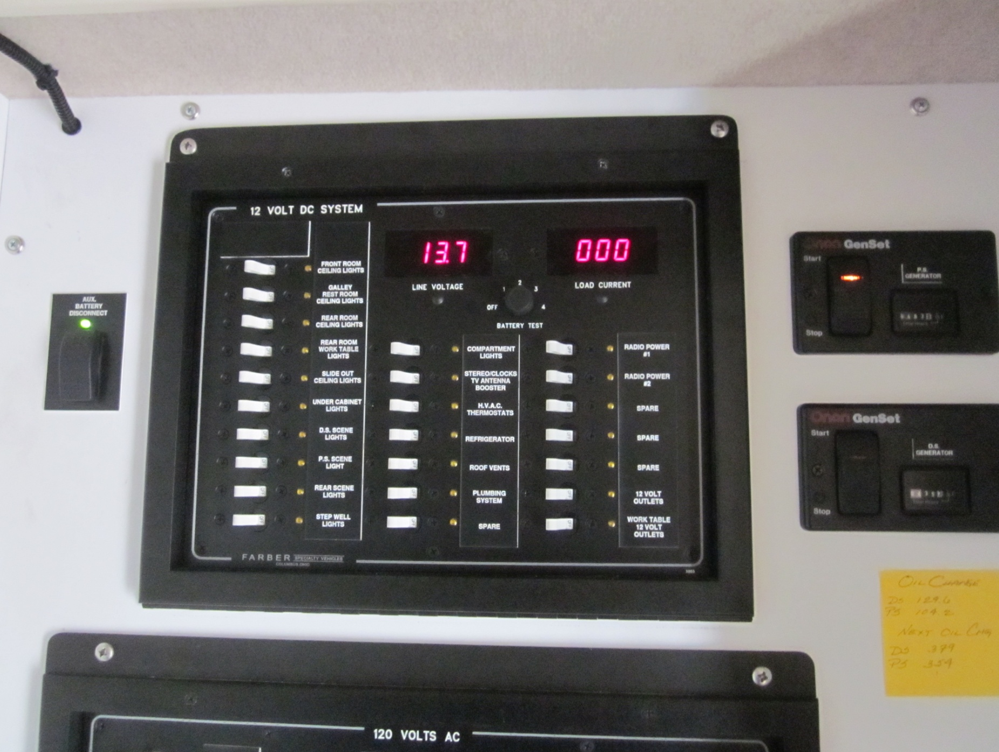 12 VOLT DC SYSTEM
13.7
000
LINE VOLTAGE
LOAD CURRENT
OFF
1
2
3
4
BATTERY TEST
AUX.
BATTERY
DISCONNECT
FRONT ROOM
CEILING LIGHTS
GALLEY
REST ROOM
CEILING LIGHTS
REAR ROOM
CEILING LIGHTS
REAR ROOM
WORK TABLE
LIGHTS
SLIDE OUT
CEILING LIGHTS
UNDER CABINET
LIGHTS
D.S. SCENE
LIGHTS
P.S. SCENE
LIGHT
REAR SCENE
LIGHTS
STEP WELL
LIGHTS
COMPARTMENT
LIGHTS
STEREO/CLOCKS
TV ANTENNA
BOOSTER
H.V.A.C.
THERMOSTATS
REFRIGERATOR
ROOF VENTS
PLUMBING
SYSTEM
SPARE
RADIO POWER
#1
RADIO POWER
#2
SPARE
SPARE
SPARE
12 VOLT
OUTLETS
WORK TABLE
12 VOLT
OUTLETS
FARBER SPECIALTY VEHICLES
COLUMBUS, OHIO
Onan GenSet
Start
P.S.
GENERATOR
Total Hours
Stop
Onan GenSet
Start
D.S.
GENERATOR
Total Hours
Stop
OIL CHANGE
DS 129.6
PS 104.2
NEXT OIL CHG
DS 379
PS 354
120 VOLTS AC